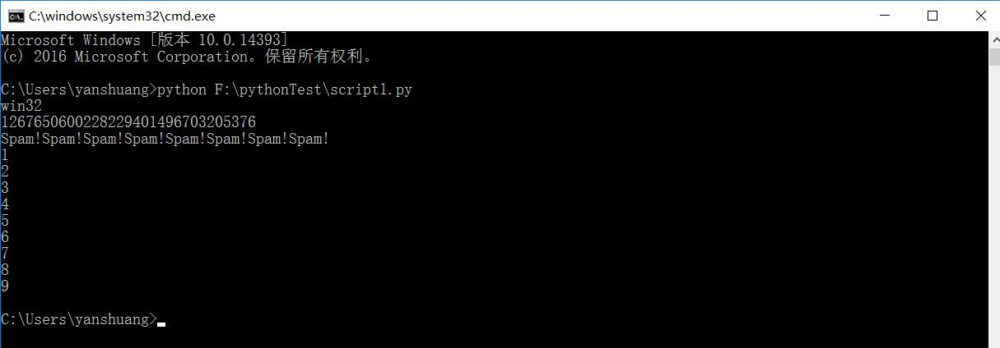 C:\windows\system32\cmd.exe
Microsoft Windows [版本 10.0.14393]
(c) 2016 Microsoft Corporation。保留所有权利。
C:\Users\yanshuang>python F:\pythonTest\script1.py
win32
1267650600228229401496703205376
Spam!Spam!Spam!Spam!Spam!Spam!Spam!Spam!
1
2
3
4
5
6
7
8
9
C:\Users\yanshuang>